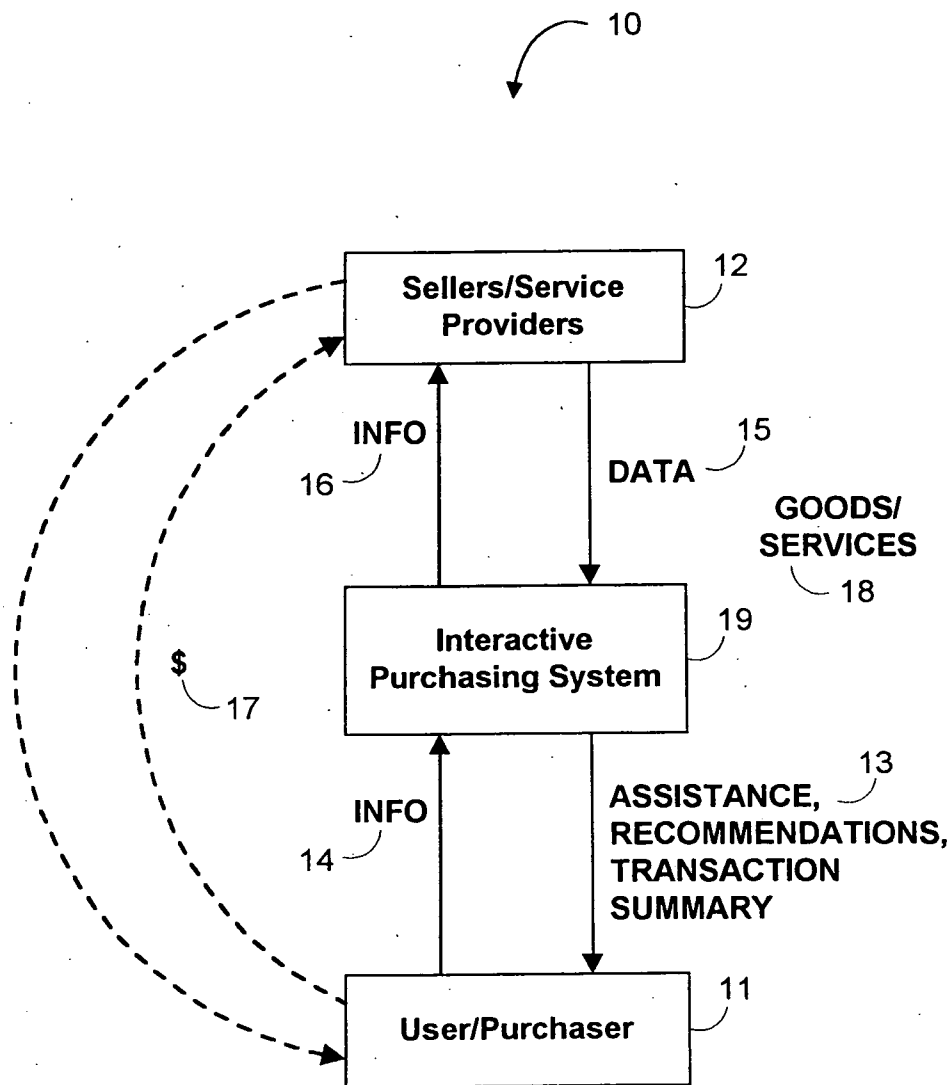 10
Sellers/Service
Providers
12
INFO
16
15
DATA
GOODS/
SERVICES
18
Interactive
Purchasing System
19
$
17
INFO
14
13
ASSISTANCE,
RECOMMENDATIONS,
TRANSACTION
SUMMARY
User/Purchaser
11